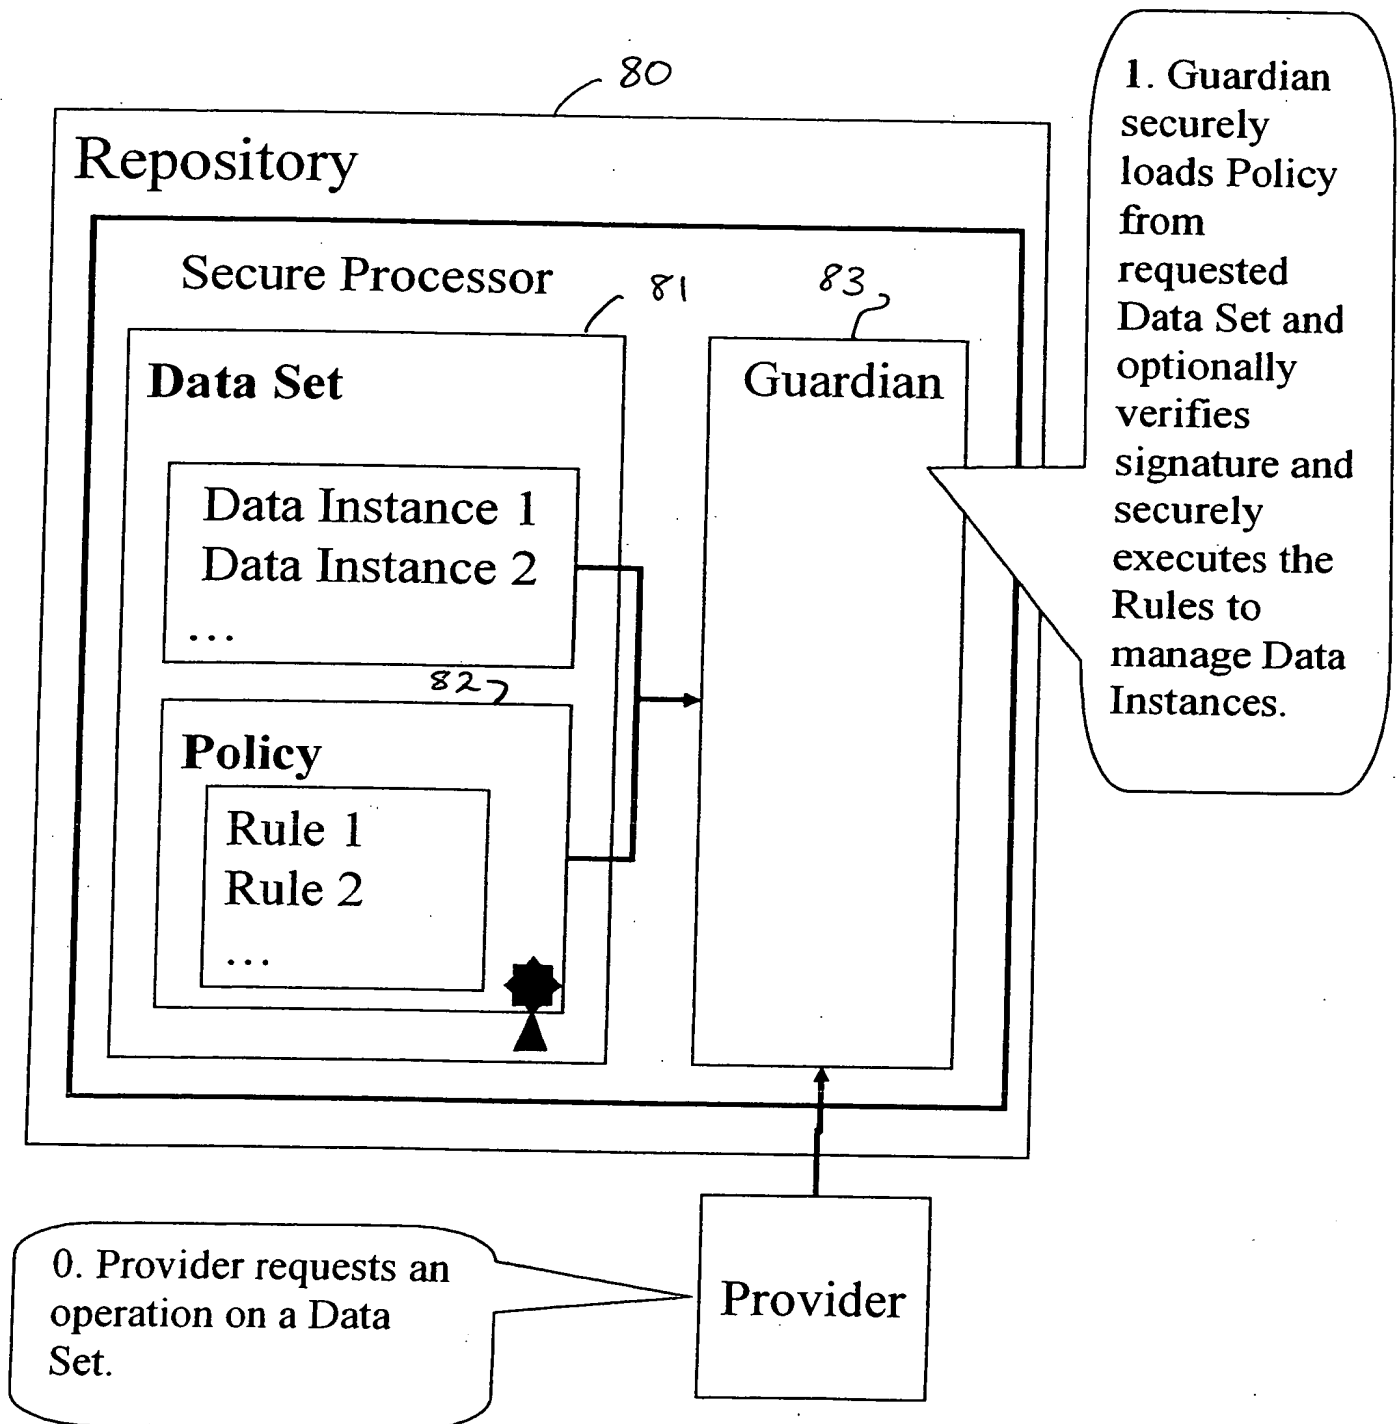 80
Repository
Secure Processor
81
83
Data Set
Guardian
Data Instance 1
Data Instance 2
...
82
Policy
Rule 1
Rule 2
...
1. Guardian
securely
loads Policy
from
requested
Data Set and
optionally
verifies
signature and
securely
executes the
Rules to
manage Data
Instances.
0. Provider requests an
operation on a Data
Set.
Provider